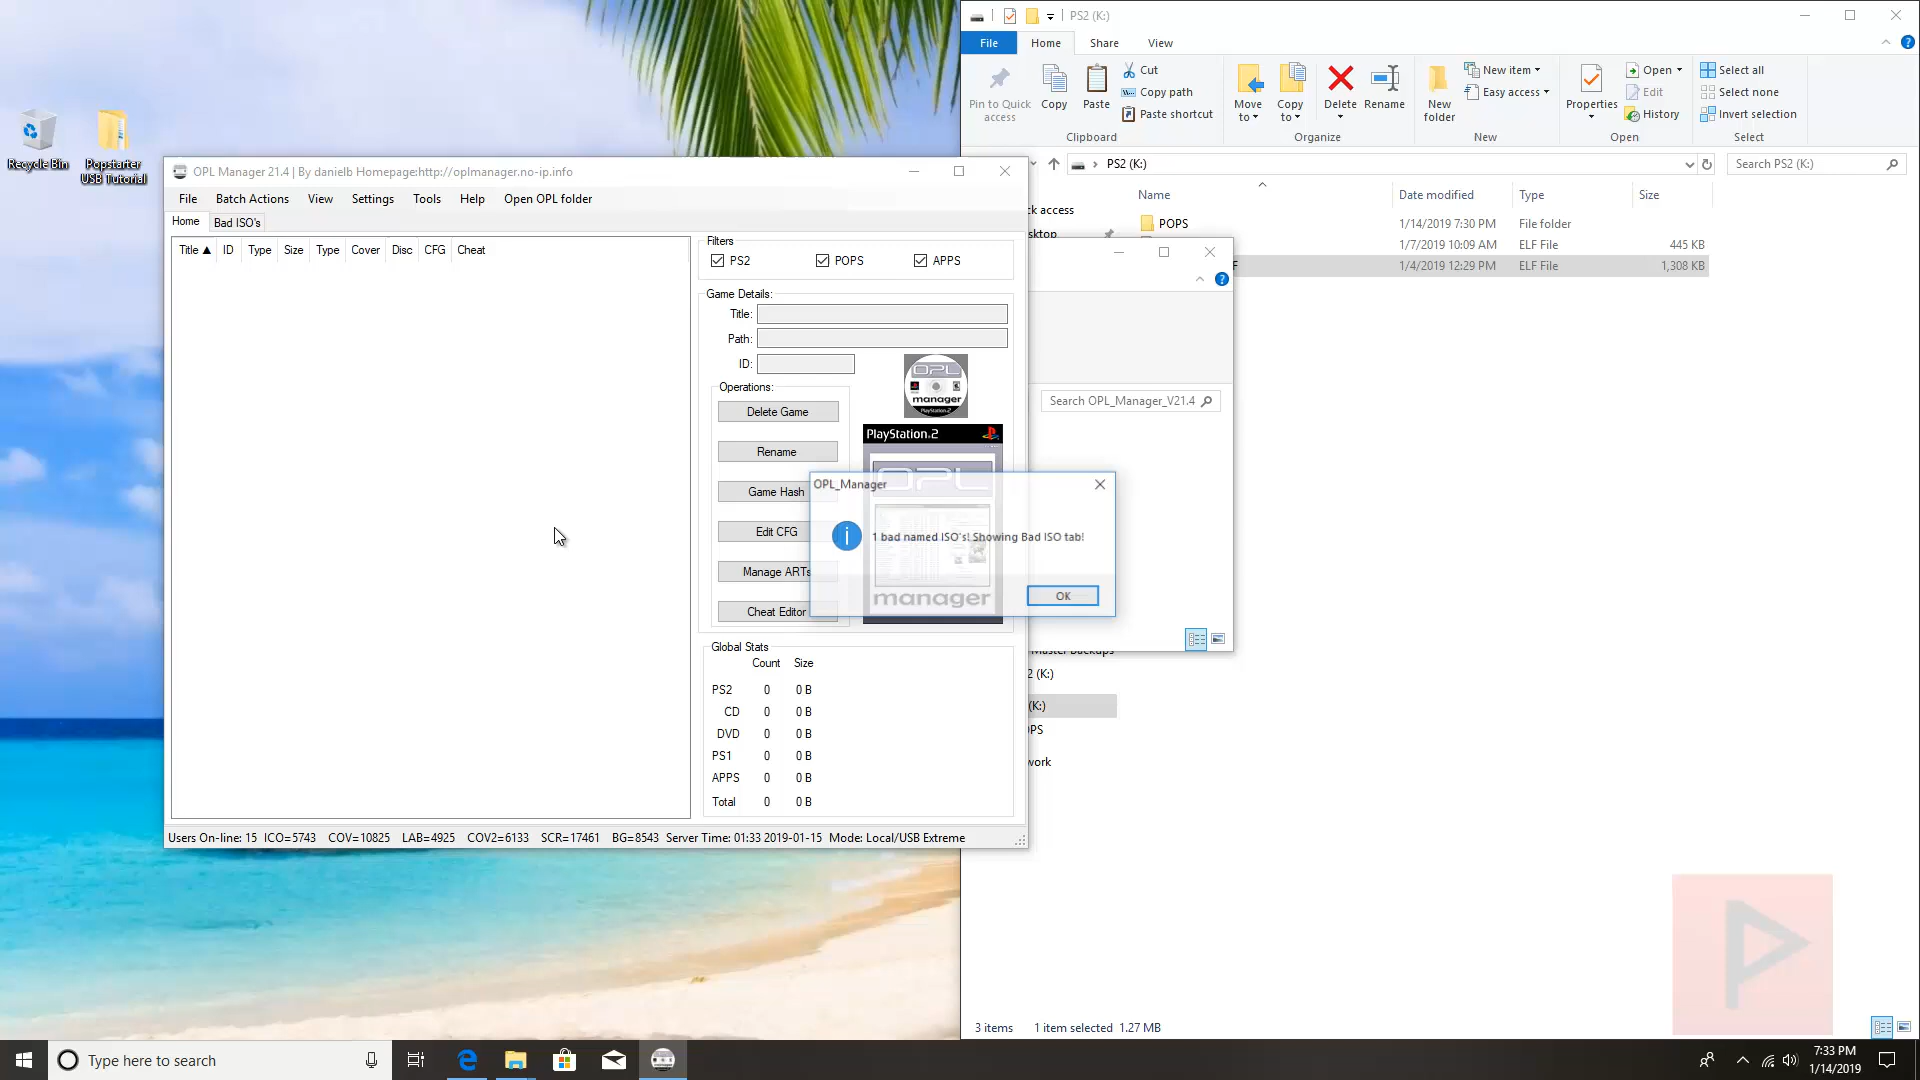 PS2 (K:)
File
Home
Share
View
Pin to Quick access
Copy
Paste
Cut
Copy path
Paste shortcut
Clipboard
Move to
Copy to
Delete
Rename
Organize
New folder
New item
Easy access
New
Properties
Open
Edit
History
Open
Select all
Select none
Invert selection
Select
PS2 (K:)
Search PS2 (K:)
Name
Date modified
Type
Size
POPS
1/14/2019 7:30 PM
File folder
1/7/2019 10:09 AM
ELF File
445 KB
1/4/2019 12:29 PM
ELF File
1,308 KB
Recycle Bin
Popstarter
USB Tutorial
OPL Manager 21.4 | By danielb Homepage:http://oplmanager.no-ip.info
File
Batch Actions
View
Settings
Tools
Help
Open OPL folder
Home
Bad ISO's
Title
ID
Type
Size
Type
Cover
Disc
CFG
Cheat
Filters
PS2
POPS
APPS
Game Details:
Title:
Path:
ID:
Operations:
Delete Game
Rename
Game Hash
Edit CFG
Manage ARTs
Cheat Editor
OPL
manager
PlayStation.2
PlayStation.2
OPL
manager
OPL_Manager
1 bad named ISO's! Showing Bad ISO tab!
OK
Search OPL_Manager_V21.4
Global Stats
Count Size
PS2 0 0 B
CD 0 0 B
DVD 0 0 B
PS1 0 0 B
APPS 0 0 B
Total 0 0 B
Users On-line: 15 ICO=5743 COV=10825 LAB=4925 COV2=6133 SCR=17461 BG=8543 Server Time: 01:33 2019-01-15 Mode: Local/USB Extreme
3 items
1 item selected 1.27 MB
Type here to search
7:33 PM
1/14/2019